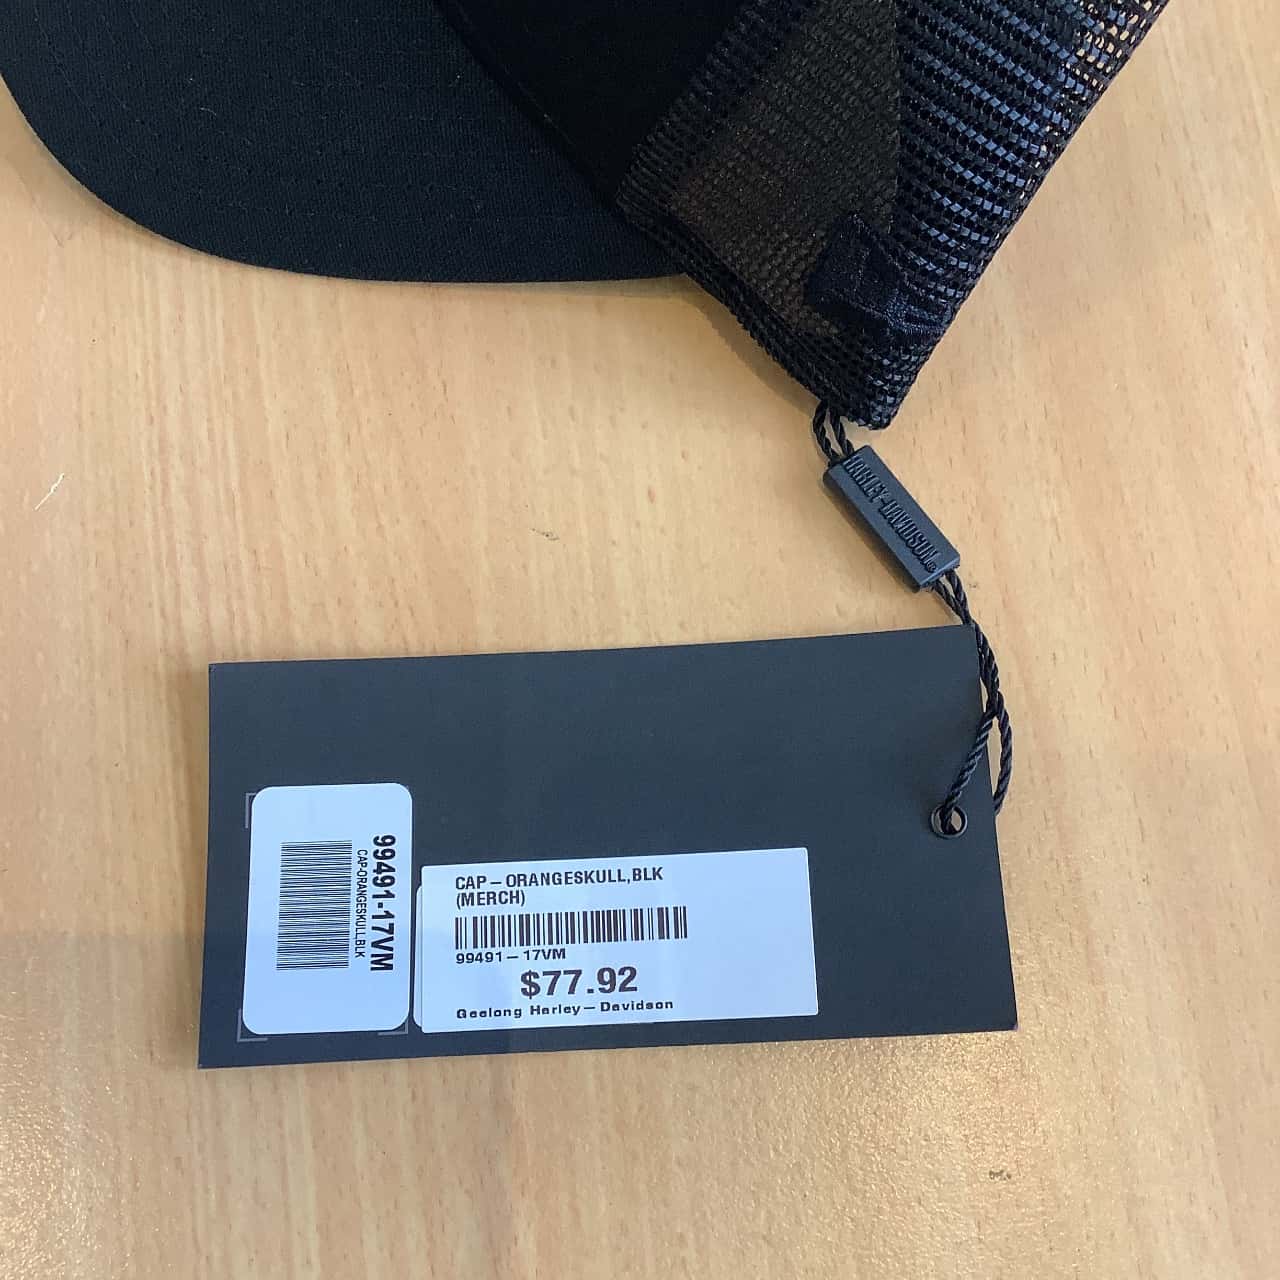 HARLEY-DAVIDSON®
99491-17VM
CAP-ORANGESKULL,BLK
CAP-ORANGESKULL,BLK
(MERCH)
99491-17VM
$77.92
Geelong Harley-Davidson